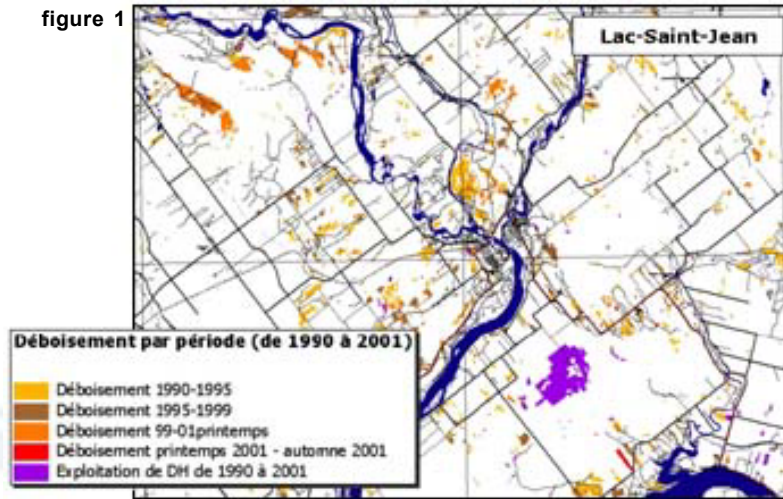 figure 1
Lac-Saint-Jean
Déboisement par période (de 1990 à 2001)
Déboisement 1990-1995
Déboisement 1995-1999
Déboisement 99-01printemps
Déboisement printemps 2001 - automne 2001
Exploitation de DH de 1990 à 2001